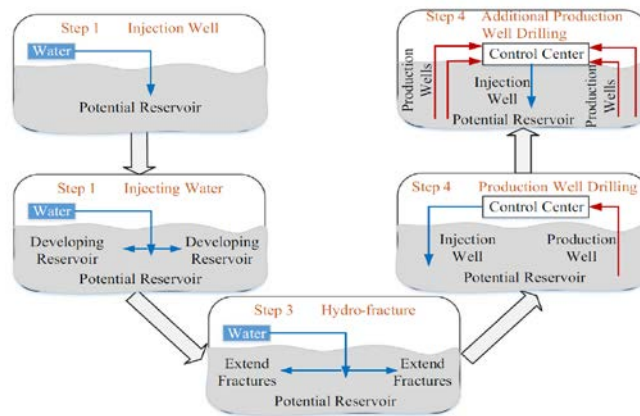 Step 1 Injection Well
Water
Potential Reservoir
Step 1 Injecting Water
Water
Developing Reservoir
Developing Reservoir
Potential Reservoir
Step 3 Hydro-fracture
Water
Extend Fractures
Extend Fractures
Potential Reservoir
Step 4 Production Well Drilling
Control Center
Injection Well
Production Well
Potential Reservoir
Step 4 Additional Production
Well Drilling
Control Center
Production Wells
Injection Well
Production Wells
Potential Reservoir